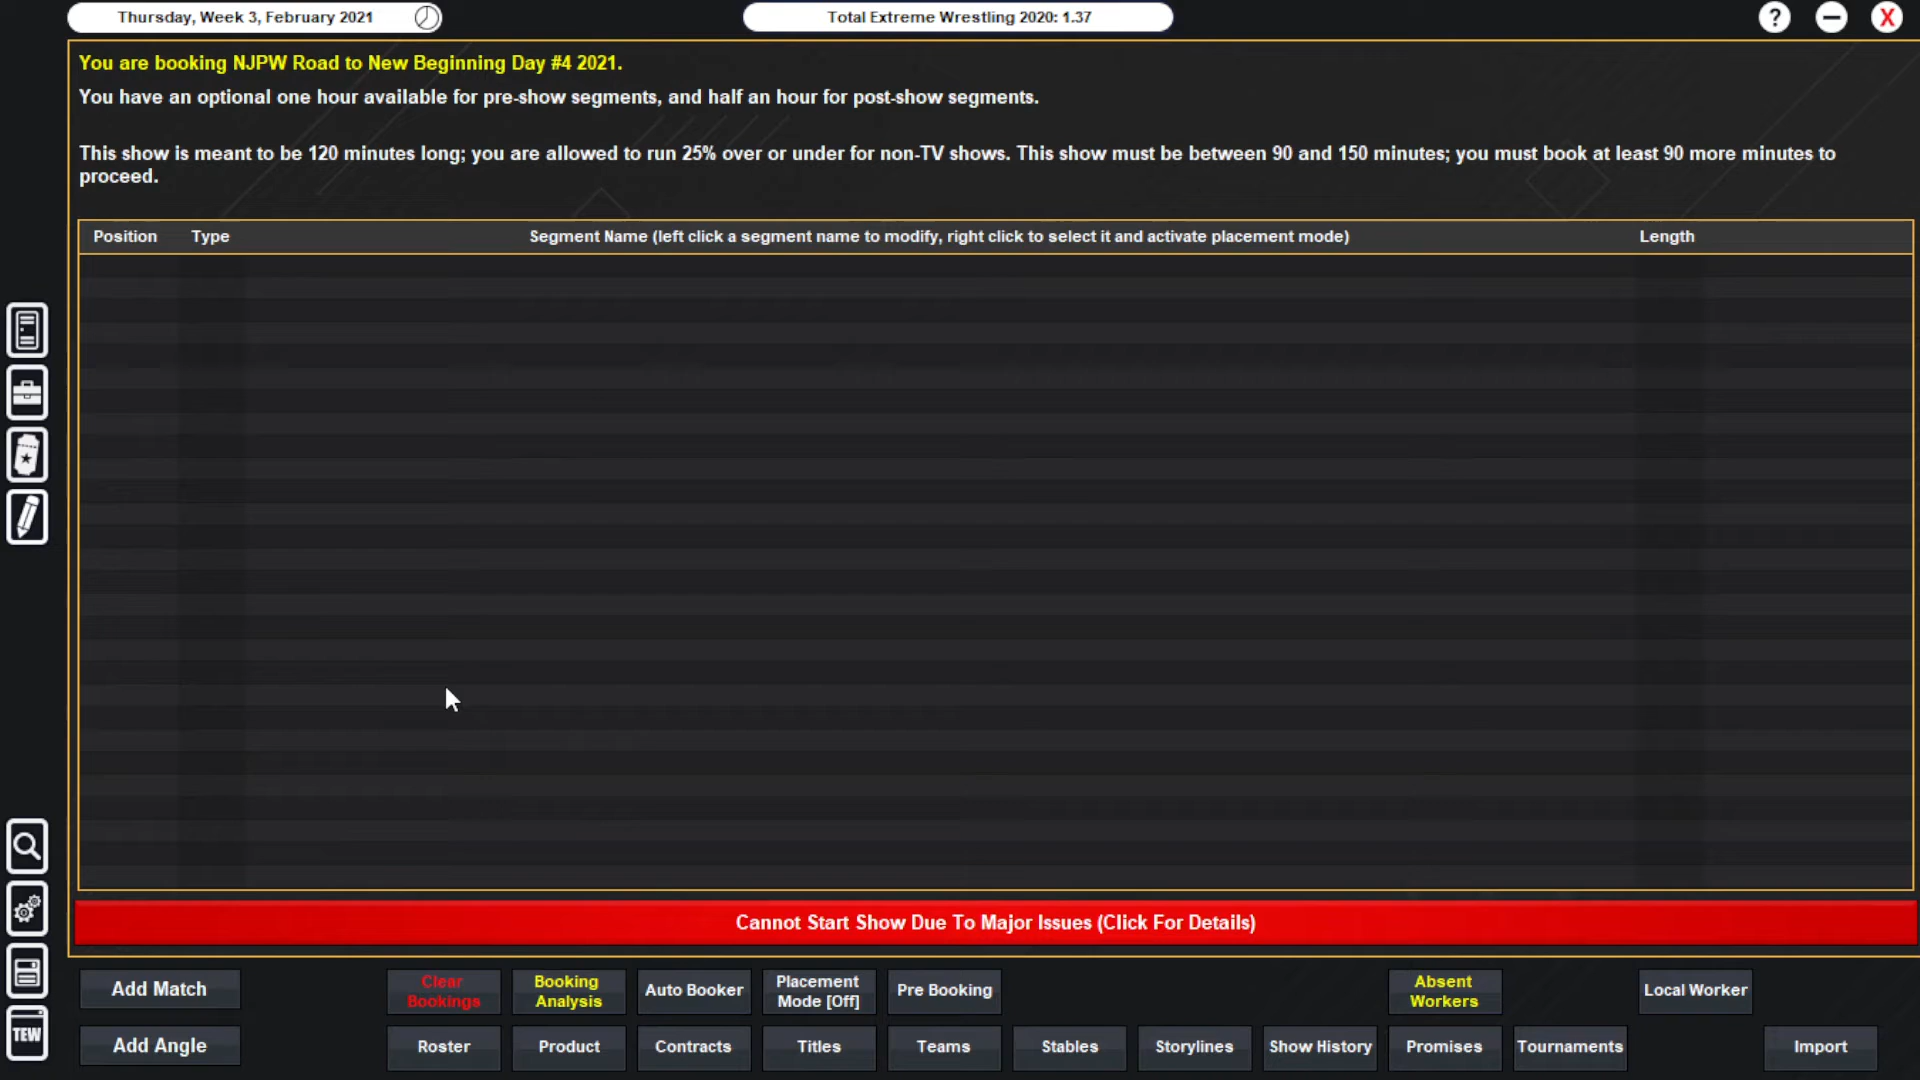 Thursday, Week 3, February 2021
Total Extreme Wrestling 2020: 1.37
?
X
You are booking NJPW Road to New Beginning Day #4 2021.
You have an optional one hour available for pre-show segments, and half an hour for post-show segments.
This show is meant to be 120 minutes long; you are allowed to run 25% over or under for non-TV shows. This show must be between 90 and 150 minutes; you must book at least 90 more minutes to
proceed.
Position Type Segment Name (left click a segment name to modify, right click to select it and activate placement mode) Length
Cannot Start Show Due To Major Issues (Click For Details)
Add Match
Clear
Bookings
Booking
Analysis
Auto Booker
Placement
Mode [Off]
Pre Booking
Absent
Workers
Local Worker
TEW
Add Angle
Roster
Product
Contracts
Titles
Teams
Stables
Storylines
Show History
Promises
Tournaments
Import